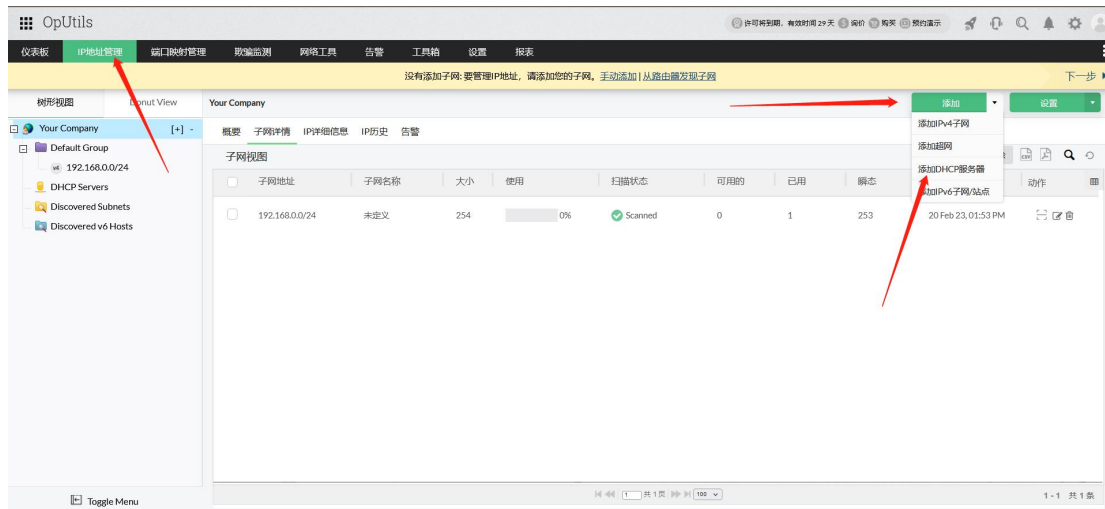 OpUtils
许可将到期，有效时间29天 询价 购买 预约演示
仪表板 IP地址管理 端口映射管理 欺骗监测 网络工具 告警 工具箱 设置 报表
没有添加子网: 要管理IP地址，请添加您的子网。 手动添加 | 从路由器发现子网 下一步
树形视图 Donut View Your Company 添加 设置
Your Company [+] -
概要 子网详情 IP详细信息 IP历史 告警
添加IPv4子网
Default Group
子网视图
添加超网
v4 192.168.0.0/24
添加DHCP服务器
子网地址 子网名称 大小 使用 扫描状态 可用的 已用 瞬态 动作
DHCP Servers
添加IPv6子网/站点
Discovered Subnets
192.168.0.0/24 未定义 254 0% Scanned 0 1 253 20 Feb 23, 01:53 PM
Discovered v6 Hosts
Toggle Menu
1 共1页 100
1 - 1 共1条